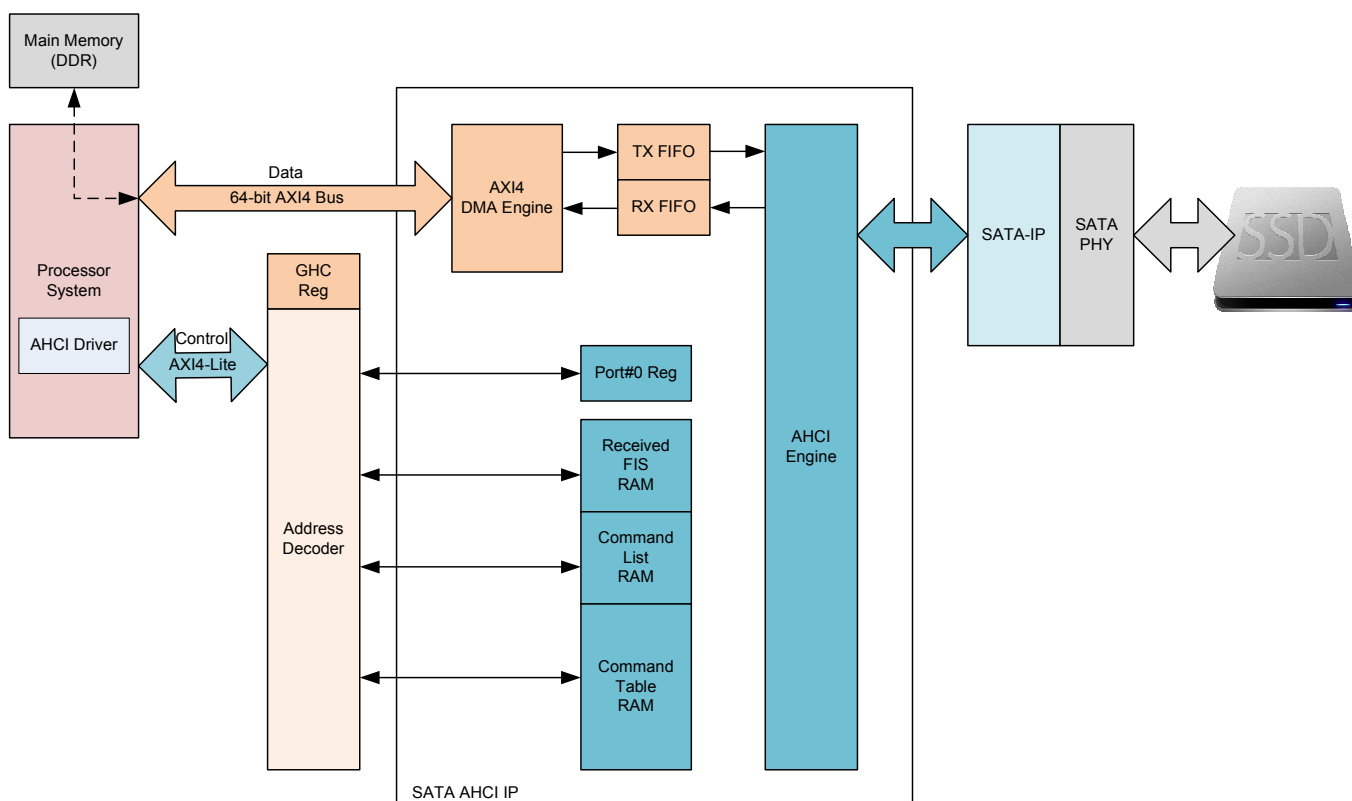 Main Memory
(DDR)
Data
64-bit AXI4 Bus
AXI4
DMA Engine
TX FIFO
RX FIFO
SATA-IP
SATA
PHY
SSD
Processor
System
AHCI Driver
Control
AXI4-Lite
GHC
Reg
Address
Decoder
Port#0 Reg
Received
FIS
RAM
Command
List
RAM
Command
Table
RAM
AHCI
Engine
SATA AHCI IP